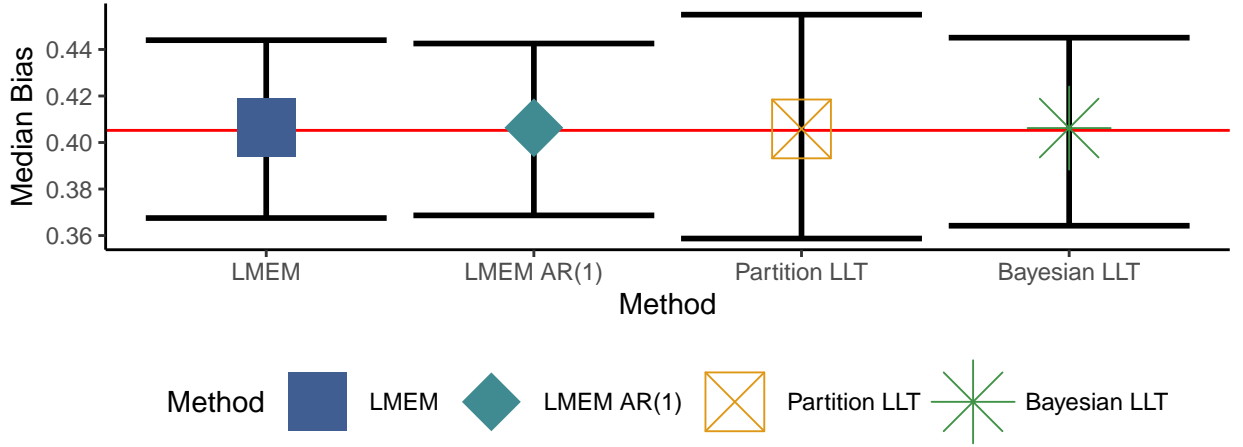 Median Bias
0.44
0.42
0.40
0.38
0.36
LMEM LMEM AR(1) Partition LLT Bayesian LLT
Method
Method LMEM LMEM AR(1) Partition LLT Bayesian LLT